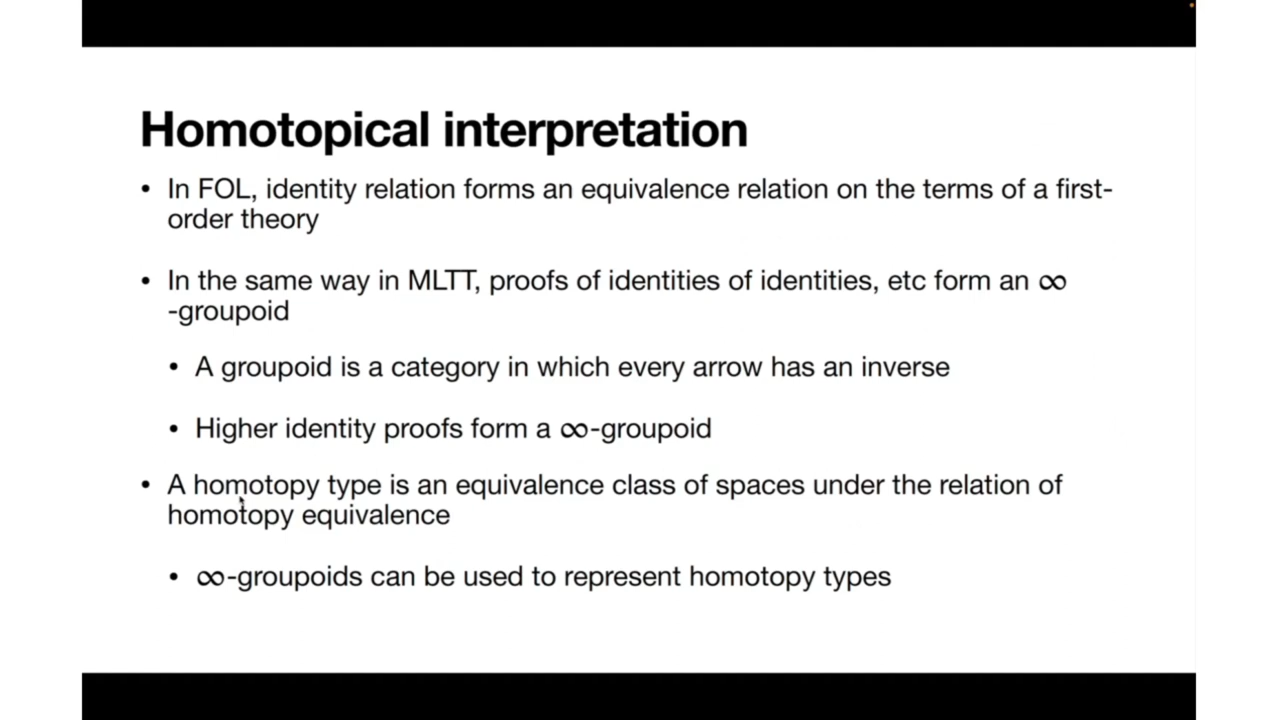 Homotopical interpretation
• In FOL, identity relation forms an equivalence relation on the terms of a first-
order theory
• In the same way in MLTT, proofs of identities of identities, etc form an ∞
-groupoid
• A groupoid is a category in which every arrow has an inverse
• Higher identity proofs form a ∞-groupoid
• A homotopy type is an equivalence class of spaces under the relation of
homotopy equivalence
• ∞-groupoids can be used to represent homotopy types